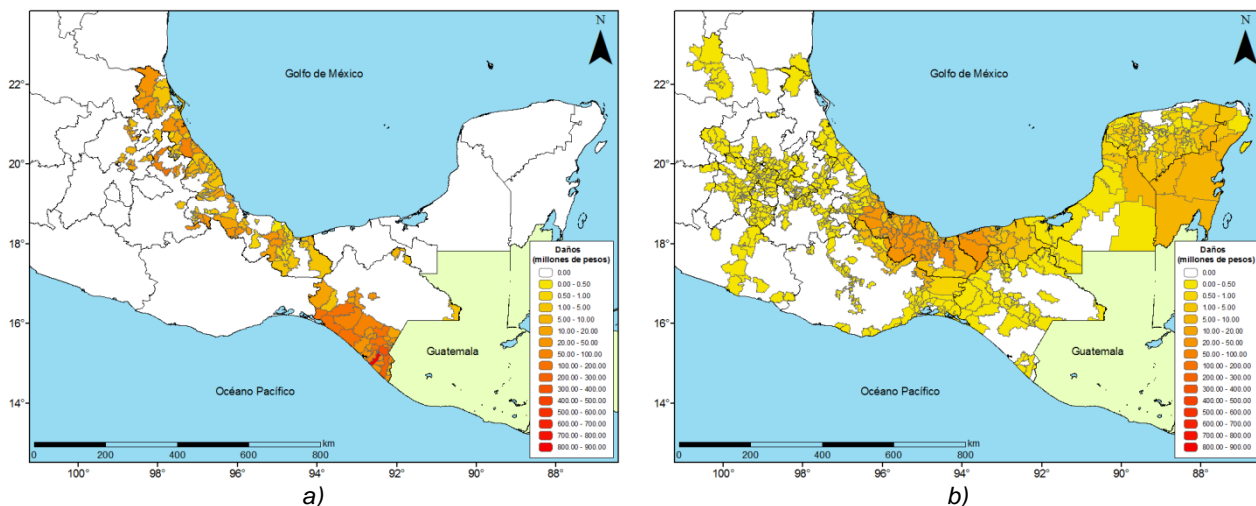 N
Golfo de México
22°
20°
18°
16°
14°
Guatemala
Océano Pacífico
Daños
(millones de pesos)
0.00
0.00 - 0.50
0.50 - 1.00
1.00 - 5.00
5.00 - 10.00
10.00 - 20.00
20.00 - 50.00
50.00 - 100.00
100.00 - 200.00
200.00 - 300.00
300.00 - 400.00
400.00 - 500.00
500.00 - 600.00
600.00 - 700.00
700.00 - 800.00
800.00 - 900.00
km
0 200 400 600 800
100° 98° 96° 94° 92° 90° 88°
a)
N
Golfo de México
22°
20°
18°
16°
14°
Guatemala
Océano Pacífico
Daños
(millones de pesos)
0.00
0.00 - 0.50
0.50 - 1.00
1.00 - 5.00
5.00 - 10.00
10.00 - 20.00
20.00 - 50.00
50.00 - 100.00
100.00 - 200.00
200.00 - 300.00
300.00 - 400.00
400.00 - 500.00
500.00 - 600.00
600.00 - 700.00
700.00 - 800.00
800.00 - 900.00
km
0 200 400 600 800
100° 98° 96° 94° 92° 90° 88°
b)